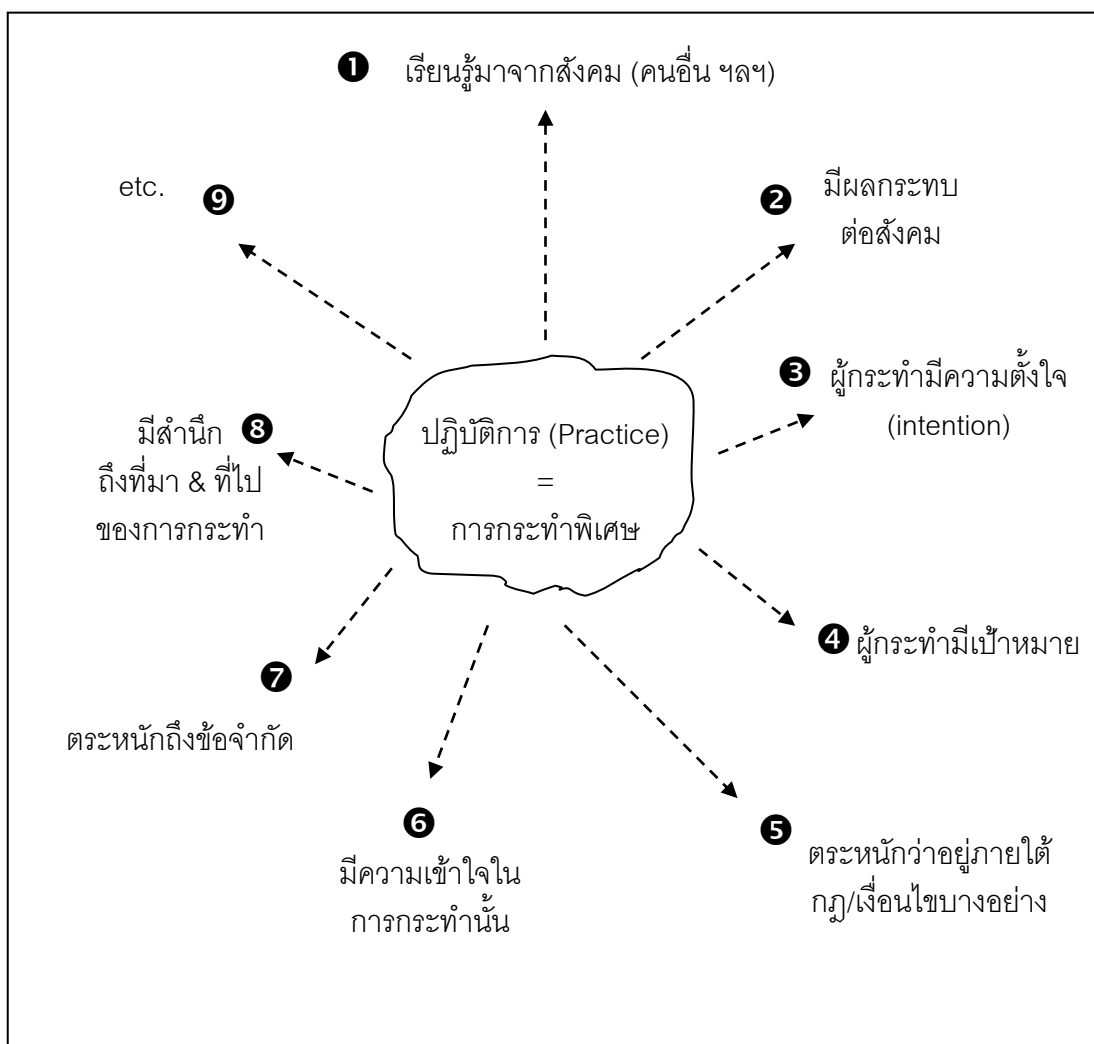 ❶ เรียนรู้มาจากสังคม (คนอื่น ฯลฯ)
❷ มีผลกระทบ
ต่อสังคม
❸ ผู้กระทำมีความตั้งใจ
(intention)
❹ ผู้กระทำมีเป้าหมาย
❺ ตระหนักว่าอยู่ภายใต้
กฎ/เงื่อนไขบางอย่าง
❻
มีความเข้าใจใน
การกระทำนั้น
❼
ตระหนักถึงข้อจำกัด
มีสำนึก ❽
ถึงที่มา & ที่ไป
ของการกระทำ
etc. ❾
ปฏิบัติการ (Practice)
=
การกระทำพิเศษ